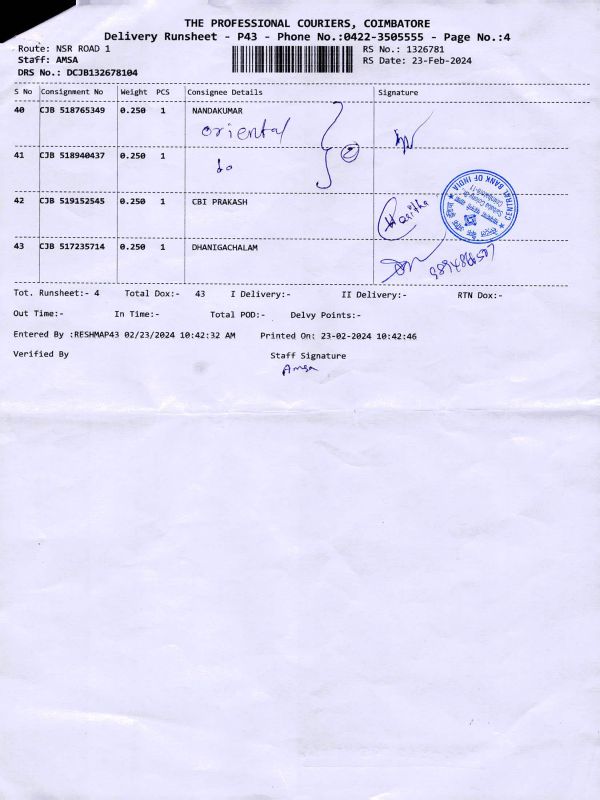 THE PROFESSIONAL COURIERS, COIMBATORE
Delivery Runsheet - P43 - Phone No.:0422-3505555 - Page No.:4
Route: NSR ROAD 1 RS No.: 1326781
Staff: AMSA RS Date: 23-Feb-2024
DRS No.: DCJB132678104
S No Consignment No Weight PCS Consignee Details Signature
40 CJB 518765349 0.250 1 NANDAKUMAR
oriental
41 CJB 518940437 0.250 1
do
42 CJB 519152545 0.250 1 CBI PRAKASH
Haritha
CENTRAL BANK OF INDIA
43 CJB 517235714 0.250 1 DHANIGACHALAM
Tot. Runsheet:- 4 Total Dox:- 43 I Delivery:- II Delivery:- RTN Dox:-
Out Time:- In Time:- Total POD:- Delvy Points:-
Entered By :RESHMAP43 02/23/2024 10:42:32 AM Printed On: 23-02-2024 10:42:46
Verified By Staff Signature
Amsa